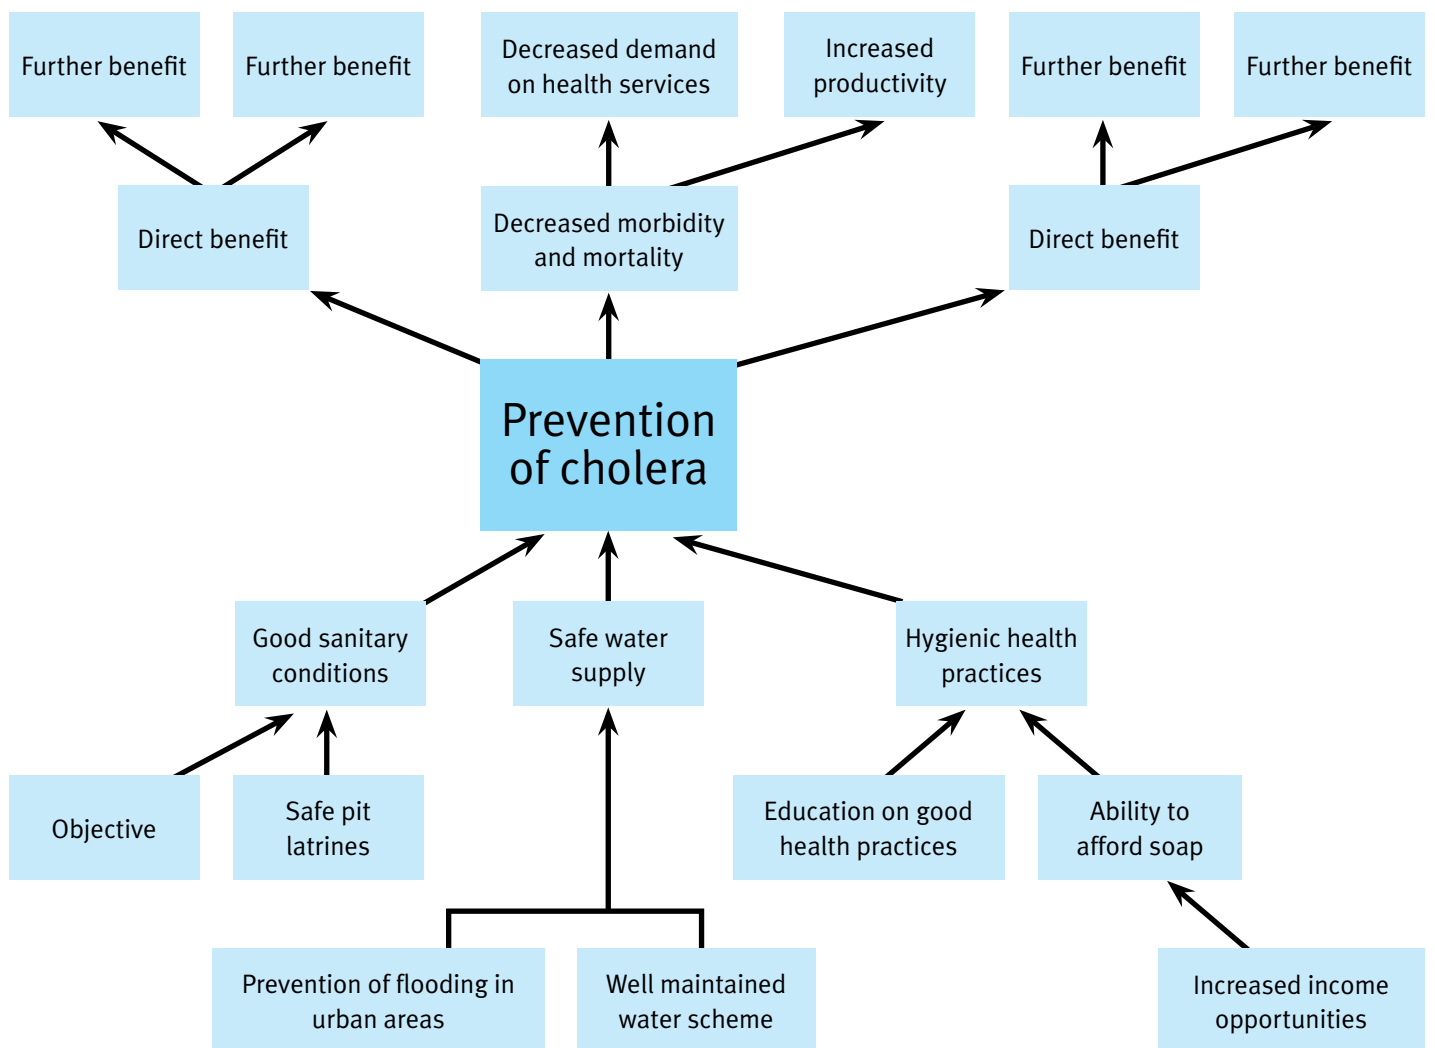 Further benefit
Further benefit
Decreased demand
on health services
Increased
productivity
Further benefit
Further benefit
Direct benefit
Decreased morbidity
and mortality
Direct benefit
Prevention
of cholera
Good sanitary
conditions
Safe water
supply
Hygienic health
practices
Objective
Safe pit
latrines
Education on good
health practices
Ability to
afford soap
Prevention of flooding in
urban areas
Well maintained
water scheme
Increased income
opportunities